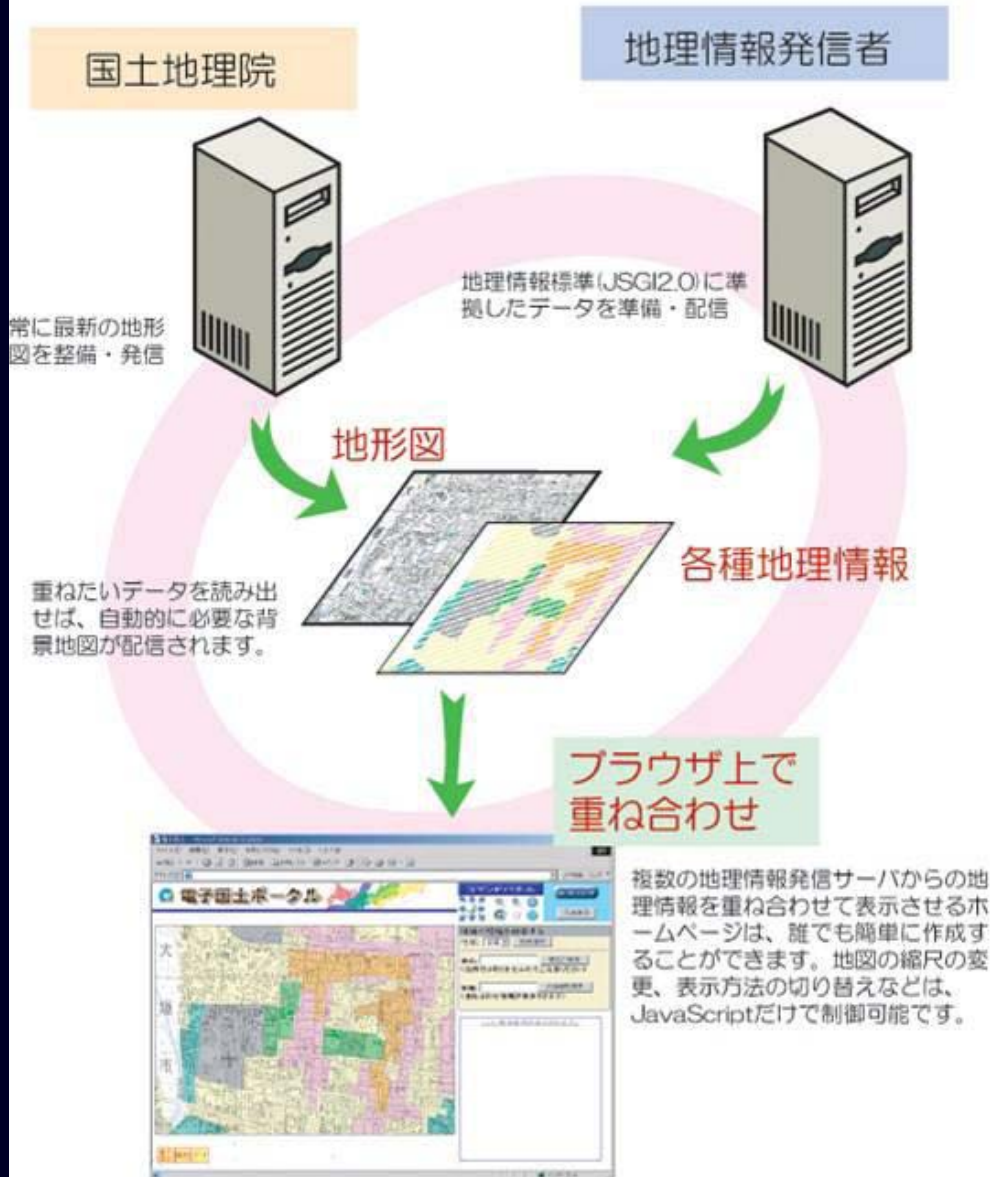 国土地理院
地理情報発信者
常に最新の地形
図を整備・発信
地理情報標準(JSGI2.0)に準
拠したデータを準備・配信
地形図
各種地理情報
重ねたいデータを読み出
せば、自動的に必要な背
景地図が配信されます。
ブラウザ上で
重ね合わせ
電子国土ポータル
複数の地理情報発信サーバからの地
理情報を重ね合わせて表示させるホ
ームページは、誰でも簡単に作成す
ることができます。地図の縮尺の変
更、表示方法の切り替えなどは、
JavaScriptだけで制御可能です。